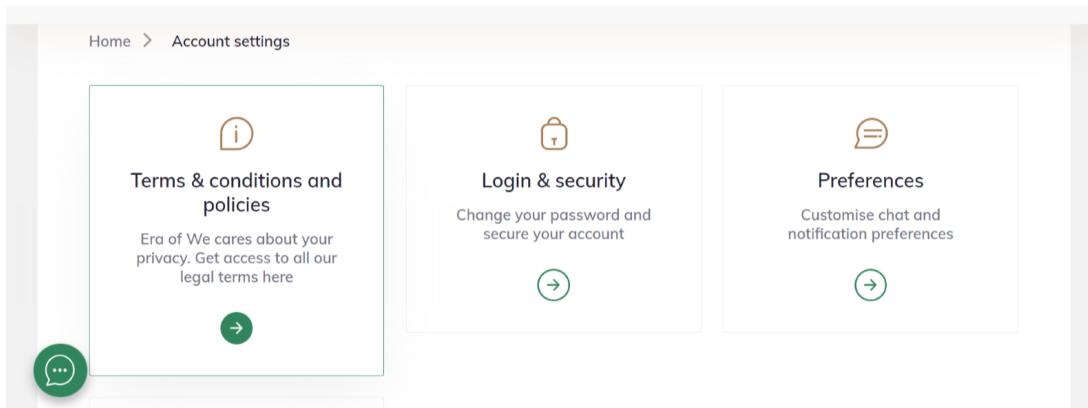 Home > Account settings
Terms & conditions and
policies
Era of We cares about your
privacy. Get access to all our
legal terms here
Login & security
Change your password and
secure your account
Preferences
Customise chat and
notification preferences